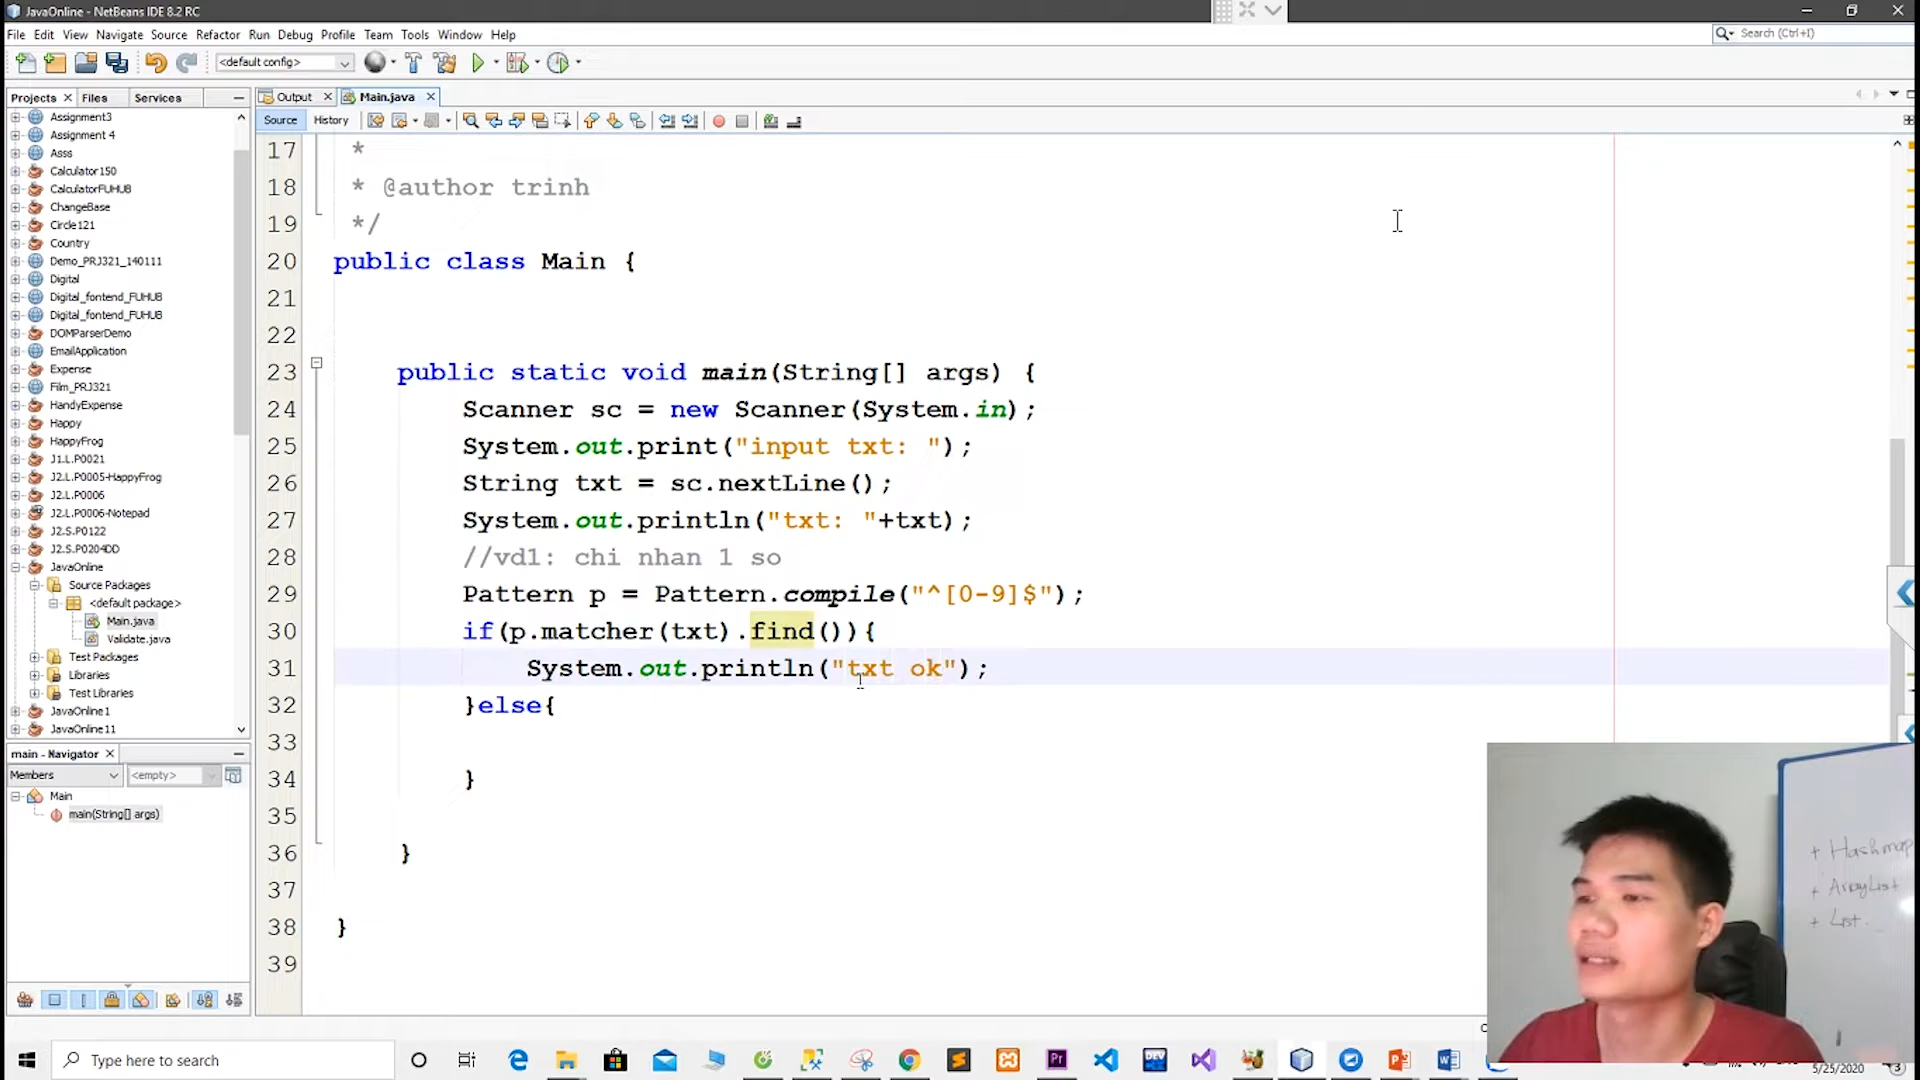 JavaOnline - NetBeans IDE 8.2 RC
File Edit View Navigate Source Refactor Run Debug Profile Team Tools Window Help
Search (Ctrl+I)
<default config>
Projects Files Services
Output Main.java
Source History
Assignment3
Assignment 4
Asss
Calculator150
CalculatorFUHUB
ChangeBase
Circle121
Country
Demo_PRJ321_140111
Digital
Digital_fontend_FUHUB
Digital_fontend_FUHUB
DOMParserDemo
EmailApplication
Expense
Film_PRJ321
HandyExpense
Happy
HappyFrog
J1.L.P0021
J2.L.P0005-HappyFrog
J2.L.P0006
J2.L.P0006-Notepad
J2.S.P0122
J2.S.P0204DD
JavaOnline
Source Packages
<default package>
Main.java
Validate.java
Test Packages
Libraries
Test Libraries
JavaOnline1
JavaOnline11
main - Navigator
Members <empty>
Main
main(String[] args)
17 *
18 * @author trinh
19 */
20 public class Main {
21
22
23 public static void main(String[] args) {
24 Scanner sc = new Scanner(System.in);
25 System.out.print("input txt: ");
26 String txt = sc.nextLine();
27 System.out.println("txt: "+txt);
28 //vd1: chi nhan 1 so
29 Pattern p = Pattern.compile("^[0-9]$");
30 if(p.matcher(txt).find()){
31 System.out.println("txt ok");
32 }else{
33
34 }
35
36 }
37
38 }
39
+ Hashmap
+ ArrayList
+ List.
Type here to search
5/25/2020